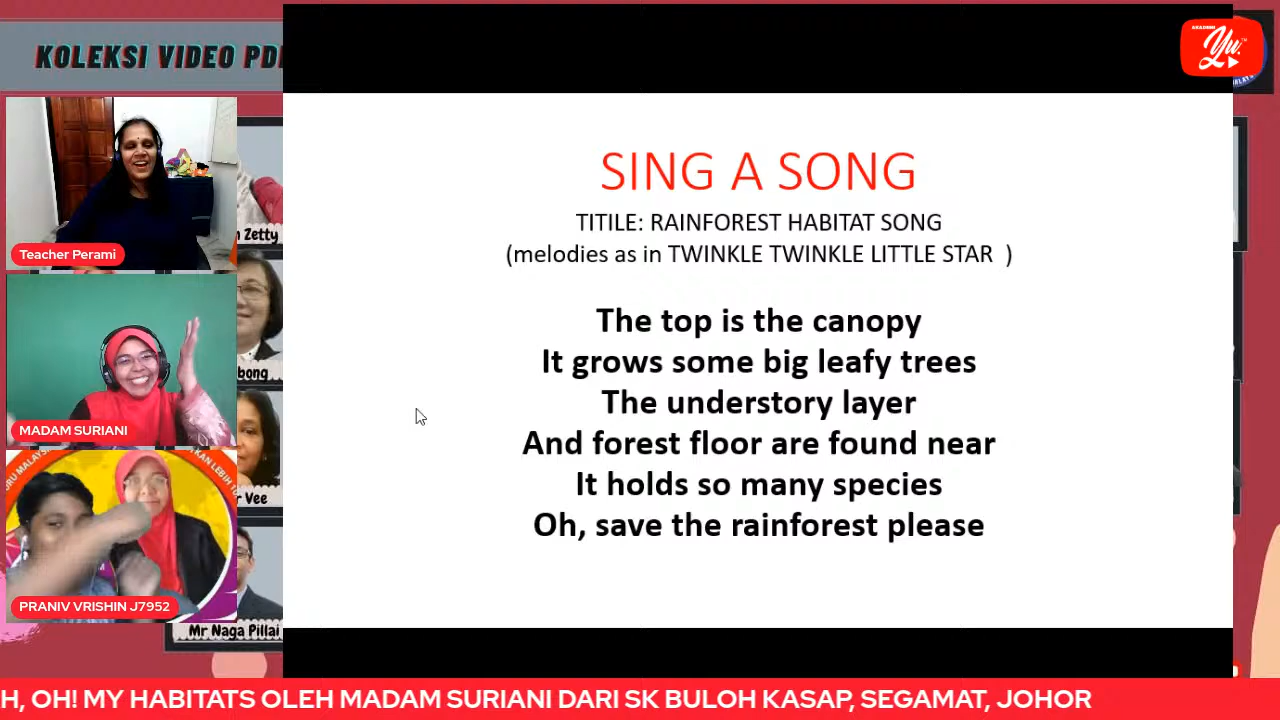 KOLEKSI VIDEO
AKADEMI
YU
Zetty
Teacher Perami
MADAM SURIANI
Vee
PRANIV VRISHIN J7952
Mr Naga Pillai
SING A SONG
TITILE: RAINFOREST HABITAT SONG
(melodies as in TWINKLE TWINKLE LITTLE STAR )
The top is the canopy
It grows some big leafy trees
The understory layer
And forest floor are found near
It holds so many species
Oh, save the rainforest please
H, OH! MY HABITATS OLEH MADAM SURIANI DARI SK BULOH KASAP, SEGAMAT, JOHOR